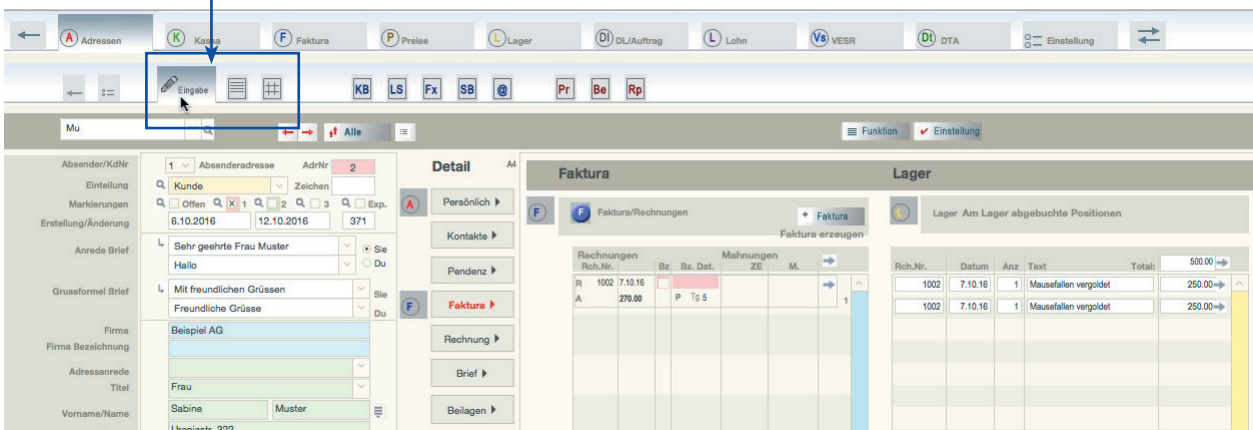 A Adressen K Kassa F Faktura P Preise L Lager Dl DL/Auftrag L Lohn Vs VESR Dt DTA Einstellung
Eingabe KB LS Fx SB @ Pr Be Rp
Mu Alle Funktion Einstellung
Absender/KdNr 1 Absenderadresse AdrNr 2
Einteilung Kunde Zeichen
Markierungen Offen X 1 2 3 Exp.
Erstellung/Änderung 6.10.2016 12.10.2016 371
Anrede Brief Sehr geehrte Frau Muster Sie
Hallo Du
Grussformel Brief Mit freundlichen Grüssen Sie
Freundliche Grüsse Du
Firma Beispiel AG
Firma Bezeichnung
Adressanrede
Titel Frau
Vorname/Name Sabine Muster
Uraniastr. 222
Detail A4
A Persönlich
Kontakte
Pendenz
F Faktura
Rechnung
Brief
Beilagen
Faktura
F F Faktura/Rechnungen + Faktura
Faktura erzeugen
Rechnungen Mahnungen
Rch.Nr. Bz Bz. Dat. ZE M.
R 1002 7.10.16
A 270.00 P Tg 5 1
Lager
L Lager Am Lager abgebuchte Positionen
Rch.Nr. Datum Anz Text Total: 500.00
1002 7.10.16 1 Mausefallen vergoldet 250.00
1002 7.10.16 1 Mausefallen vergoldet 250.00